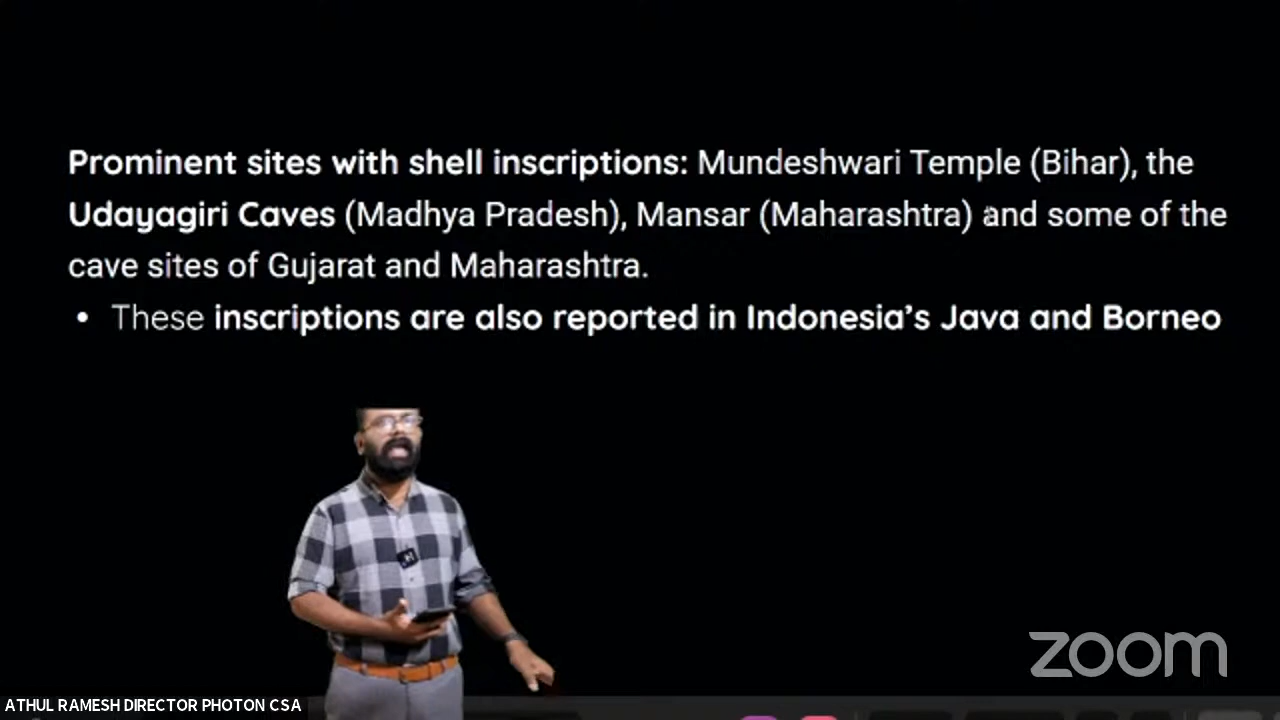 Prominent sites with shell inscriptions: Mundeshwari Temple (Bihar), the
Udayagiri Caves (Madhya Pradesh), Mansar (Maharashtra) and some of the
cave sites of Gujarat and Maharashtra.
• These inscriptions are also reported in Indonesia’s Java and Borneo
zoom
ATHUL RAMESH DIRECTOR PHOTON CSA